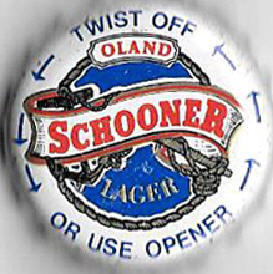 TWIST OFF
OLAND
SCHOONER
LAGER
OR USE OPENER